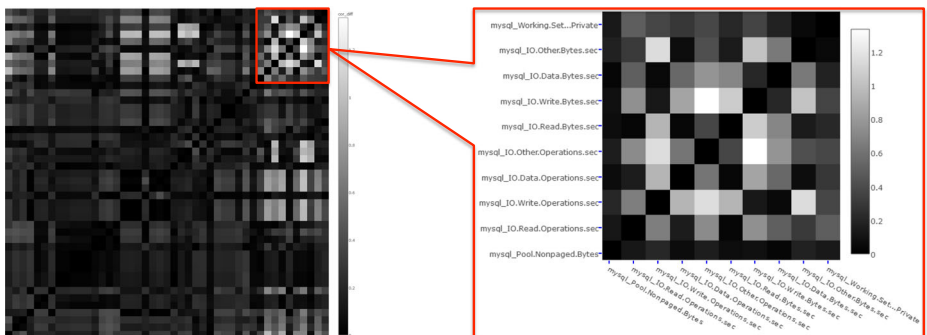 cor_diff
mysql_Working.Set...Private
mysql_IO.Other.Bytes.sec
mysql_IO.Data.Bytes.sec
mysql_IO.Write.Bytes.sec
mysql_IO.Read.Bytes.sec
mysql_IO.Other.Operations.sec
mysql_IO.Data.Operations.sec
mysql_IO.Write.Operations.sec
mysql_IO.Read.Operations.sec
mysql_Pool.Nonpaged.Bytes
1.2
1
0.8
0.6
0.4
0.2
0
mysql_Pool.Nonpaged.Bytes
mysql_IO.Read.Operations.sec
mysql_IO.Write.Operations.sec
mysql_IO.Data.Operations.sec
mysql_IO.Other.Operations.sec
mysql_IO.Read.Bytes.sec
mysql_IO.Write.Bytes.sec
mysql_IO.Data.Bytes.sec
mysql_IO.Other.Bytes.sec
mysql_Working.Set...Private